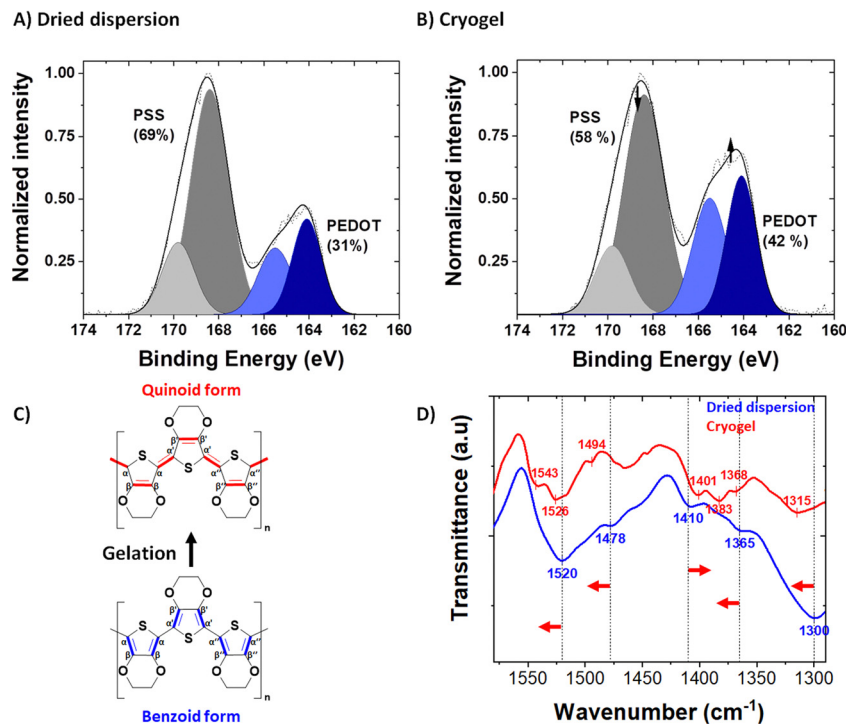 A) Dried dispersion
Normalized intensity
1.00
0.75
0.50
0.25
PSS
(69%)
PEDOT
(31%)
174 172 170 168 166 164 162 160
Binding Energy (eV)
B) Cryogel
Normalized intensity
1.00
0.75
0.50
0.25
PSS
(58 %)
PEDOT
(42 %)
174 172 170 168 166 164 162 160
Binding Energy (eV)
C)
Quinoid form
O O
β' β'
α' α'
S S S
α α α'' α''
β β β'' β''
O O O O
n
Gelation
O O
β' β'
S α' α' S
α α S α'' α''
β β β'' β''
O O O O
n
Benzoid form
D)
Transmittance (a.u)
Dried dispersion
Cryogel
1543
1526
1494
1401
1383
1368
1315
1520
1478
1410
1365
1300
1550 1500 1450 1400 1350 1300
Wavenumber (cm⁻¹)